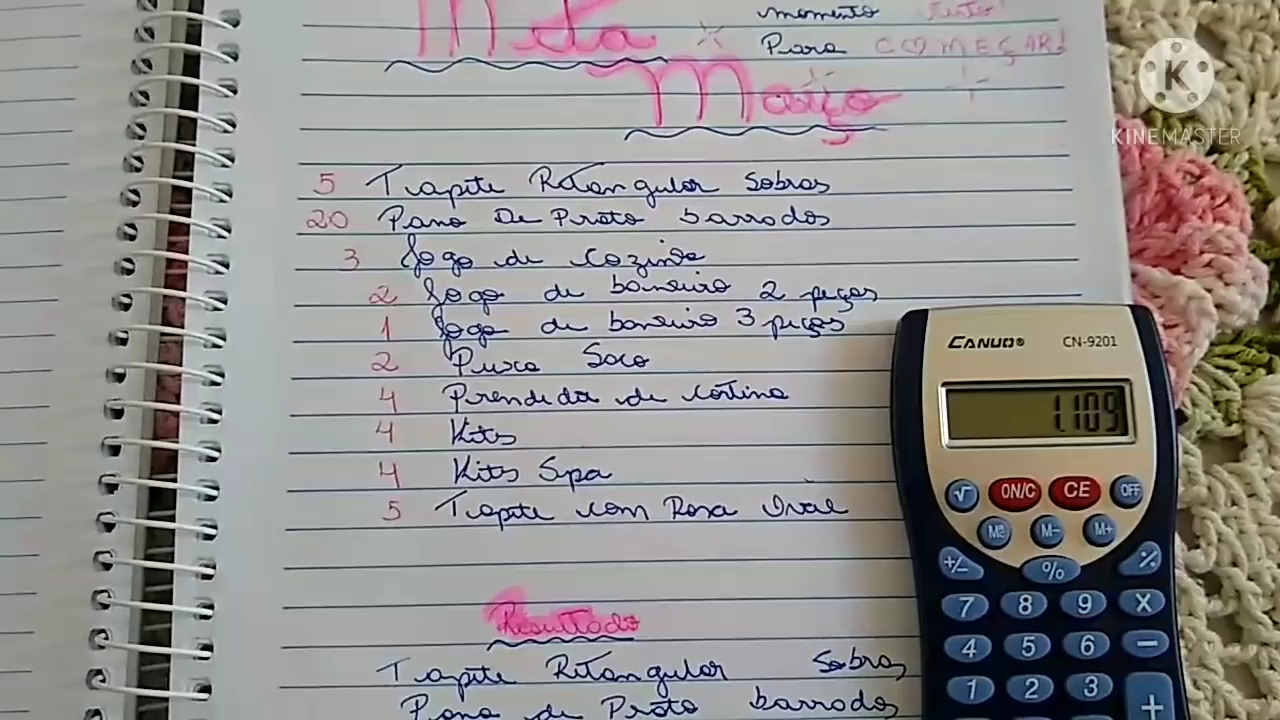 Meta
momento justo!
Para COMEÇAR!
Março
KINEMASTER
5 Tapete Retangular Sobras
20 Pano De Prato barrados
3 Jogo de Cozinha
2 Jogo de banheiro 2 peças
1 Jogo de banheiro 3 peças
2 Puxa Saco
4 Prendedor de Cortina
4 Kits
4 Kits Spa
5 Tapete com Rosa Oval
CANUO® CN-9201
1.109
√ ON/C CE OFF
M- M+
+/- % ⁒
7 8 9 X
4 5 6 −
1 2 3 +
Resultado
Tapete Retangular Sobras
Pano de Prato barrados